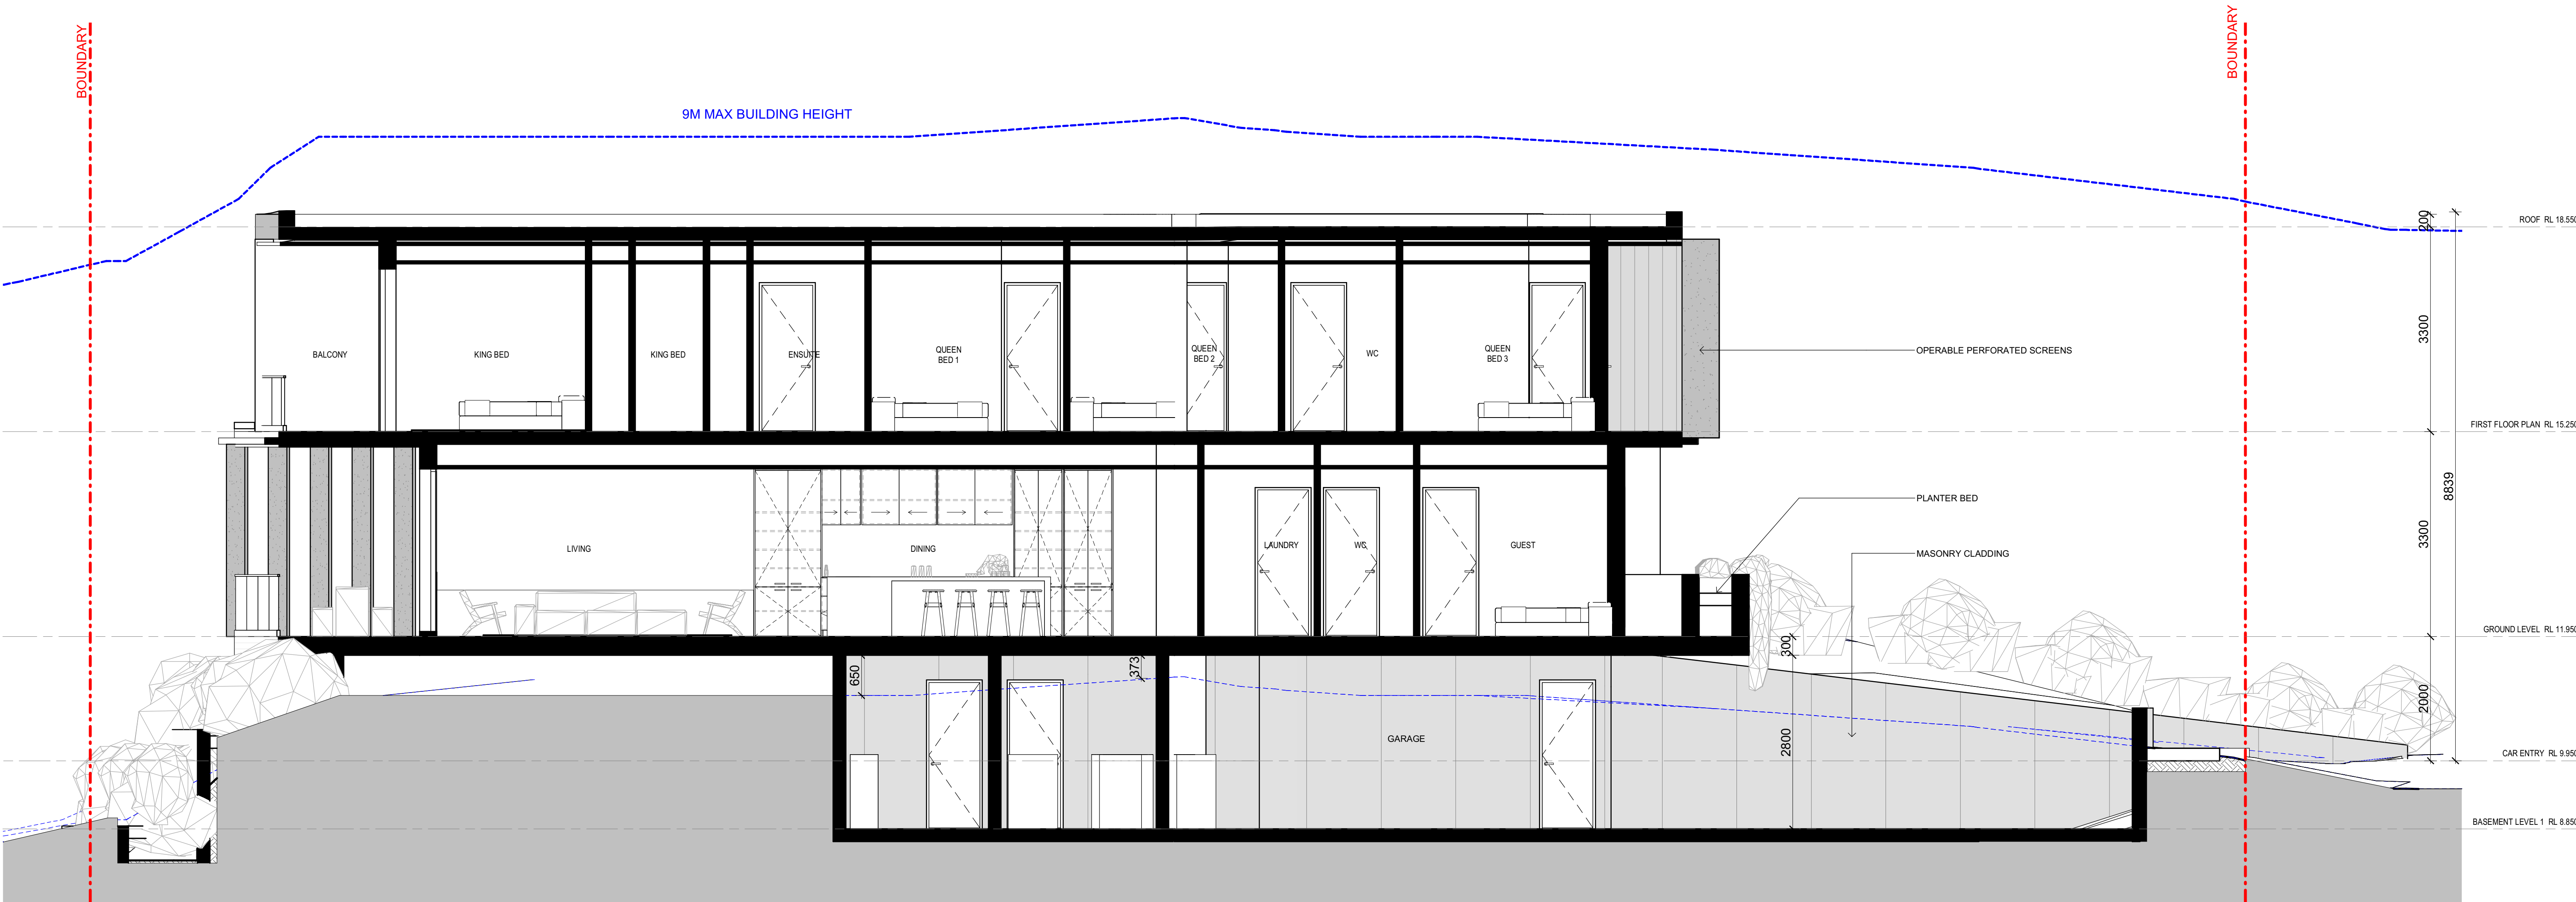 BOUNDARY
BOUNDARY
9M MAX BUILDING HEIGHT
200
ROOF RL 18.550
3300
BALCONY
KING BED
KING BED
ENSUITE
QUEEN
BED 1
QUEEN
BED 2
WC
QUEEN
BED 3
OPERABLE PERFORATED SCREENS
FIRST FLOOR PLAN RL 15.250
8839
3300
PLANTER BED
LIVING
DINING
LAUNDRY
WC
GUEST
MASONRY CLADDING
GROUND LEVEL RL 11.950
300
650
373
2000
GARAGE
2800
CAR ENTRY RL 9.950
BASEMENT LEVEL 1 RL 8.850